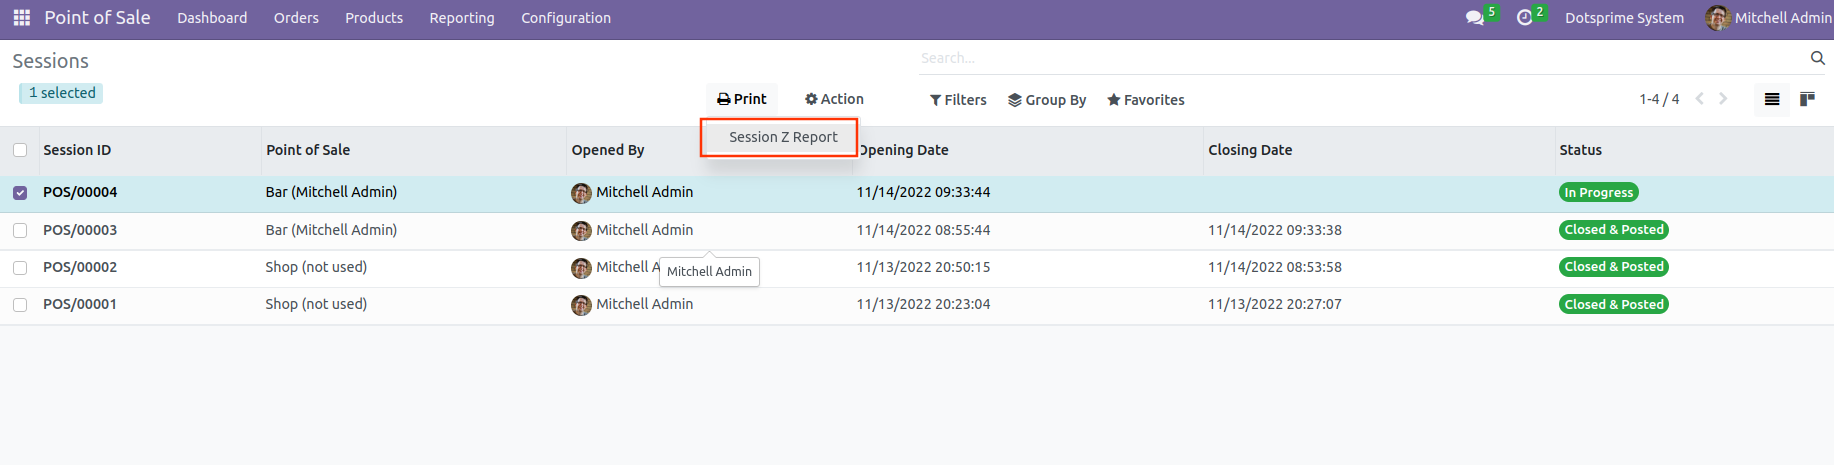 Point of Sale Dashboard Orders Products Reporting Configuration 5 2 Dotsprime System Mitchell Admin
Sessions Search...
1 selected Print Action Filters Group By Favorites 1-4 / 4
Session Z Report
Session ID Point of Sale Opened By Opening Date Closing Date Status
POS/00004 Bar (Mitchell Admin) Mitchell Admin 11/14/2022 09:33:44 In Progress
POS/00003 Bar (Mitchell Admin) Mitchell Admin 11/14/2022 08:55:44 11/14/2022 09:33:38 Closed & Posted
POS/00002 Shop (not used) Mitchell A 11/13/2022 20:50:15 11/14/2022 08:53:58 Closed & Posted
Mitchell Admin
POS/00001 Shop (not used) Mitchell Admin 11/13/2022 20:23:04 11/13/2022 20:27:07 Closed & Posted